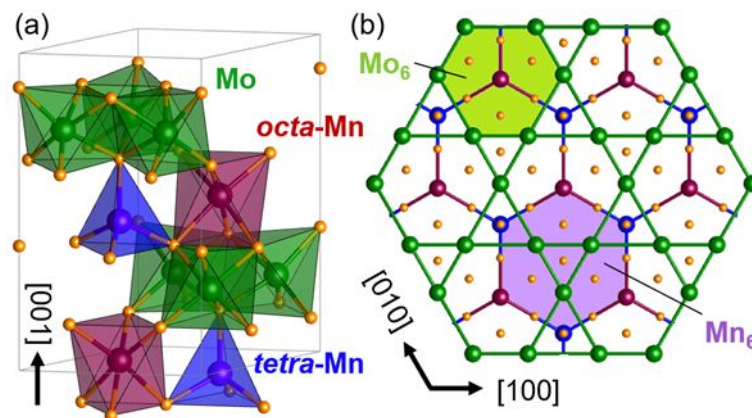 (a)
Mo
octa-Mn
[001]
tetra-Mn
(b)
Mo6
[010]
[100]
Mn6